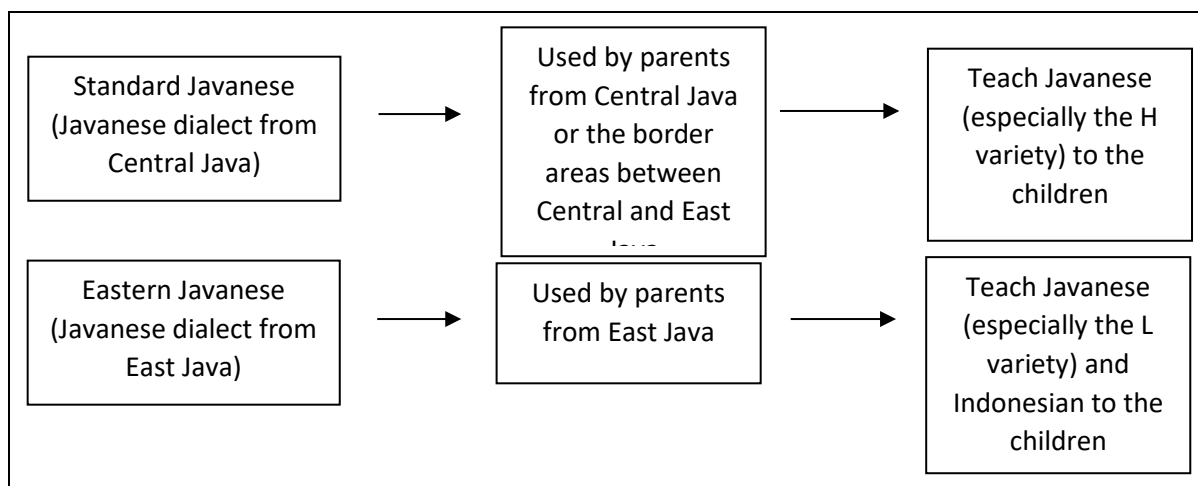 Standard Javanese
(Javanese dialect from
Central Java)
Used by parents
from Central Java
or the border
areas between
Central and East
Java
Teach Javanese
(especially the H
variety) to the
children
Eastern Javanese
(Javanese dialect from
East Java)
Used by parents
from East Java
Teach Javanese
(especially the L
variety) and
Indonesian to the
children